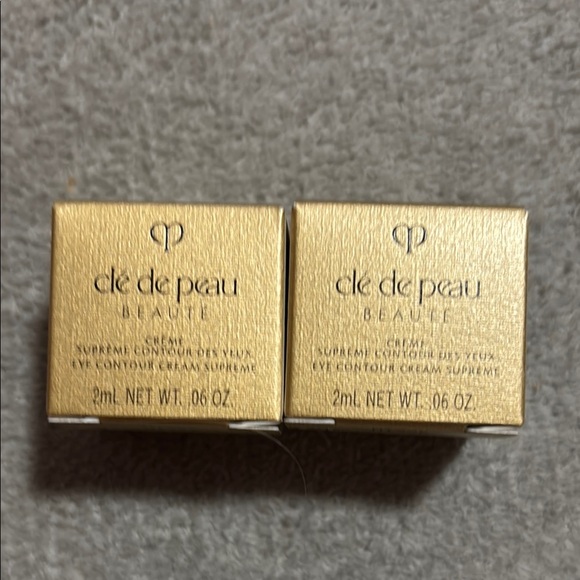 clé de peau
BEAUTÉ
CRÈME
SUPRÊME CONTOUR DES YEUX
EYE CONTOUR CREAM SUPREME
2mL NET WT. .06 OZ.
clé de peau
BEAUTÉ
CRÈME
SUPRÊME CONTOUR DES YEUX
EYE CONTOUR CREAM SUPREME
2mL NET WT. .06 OZ.